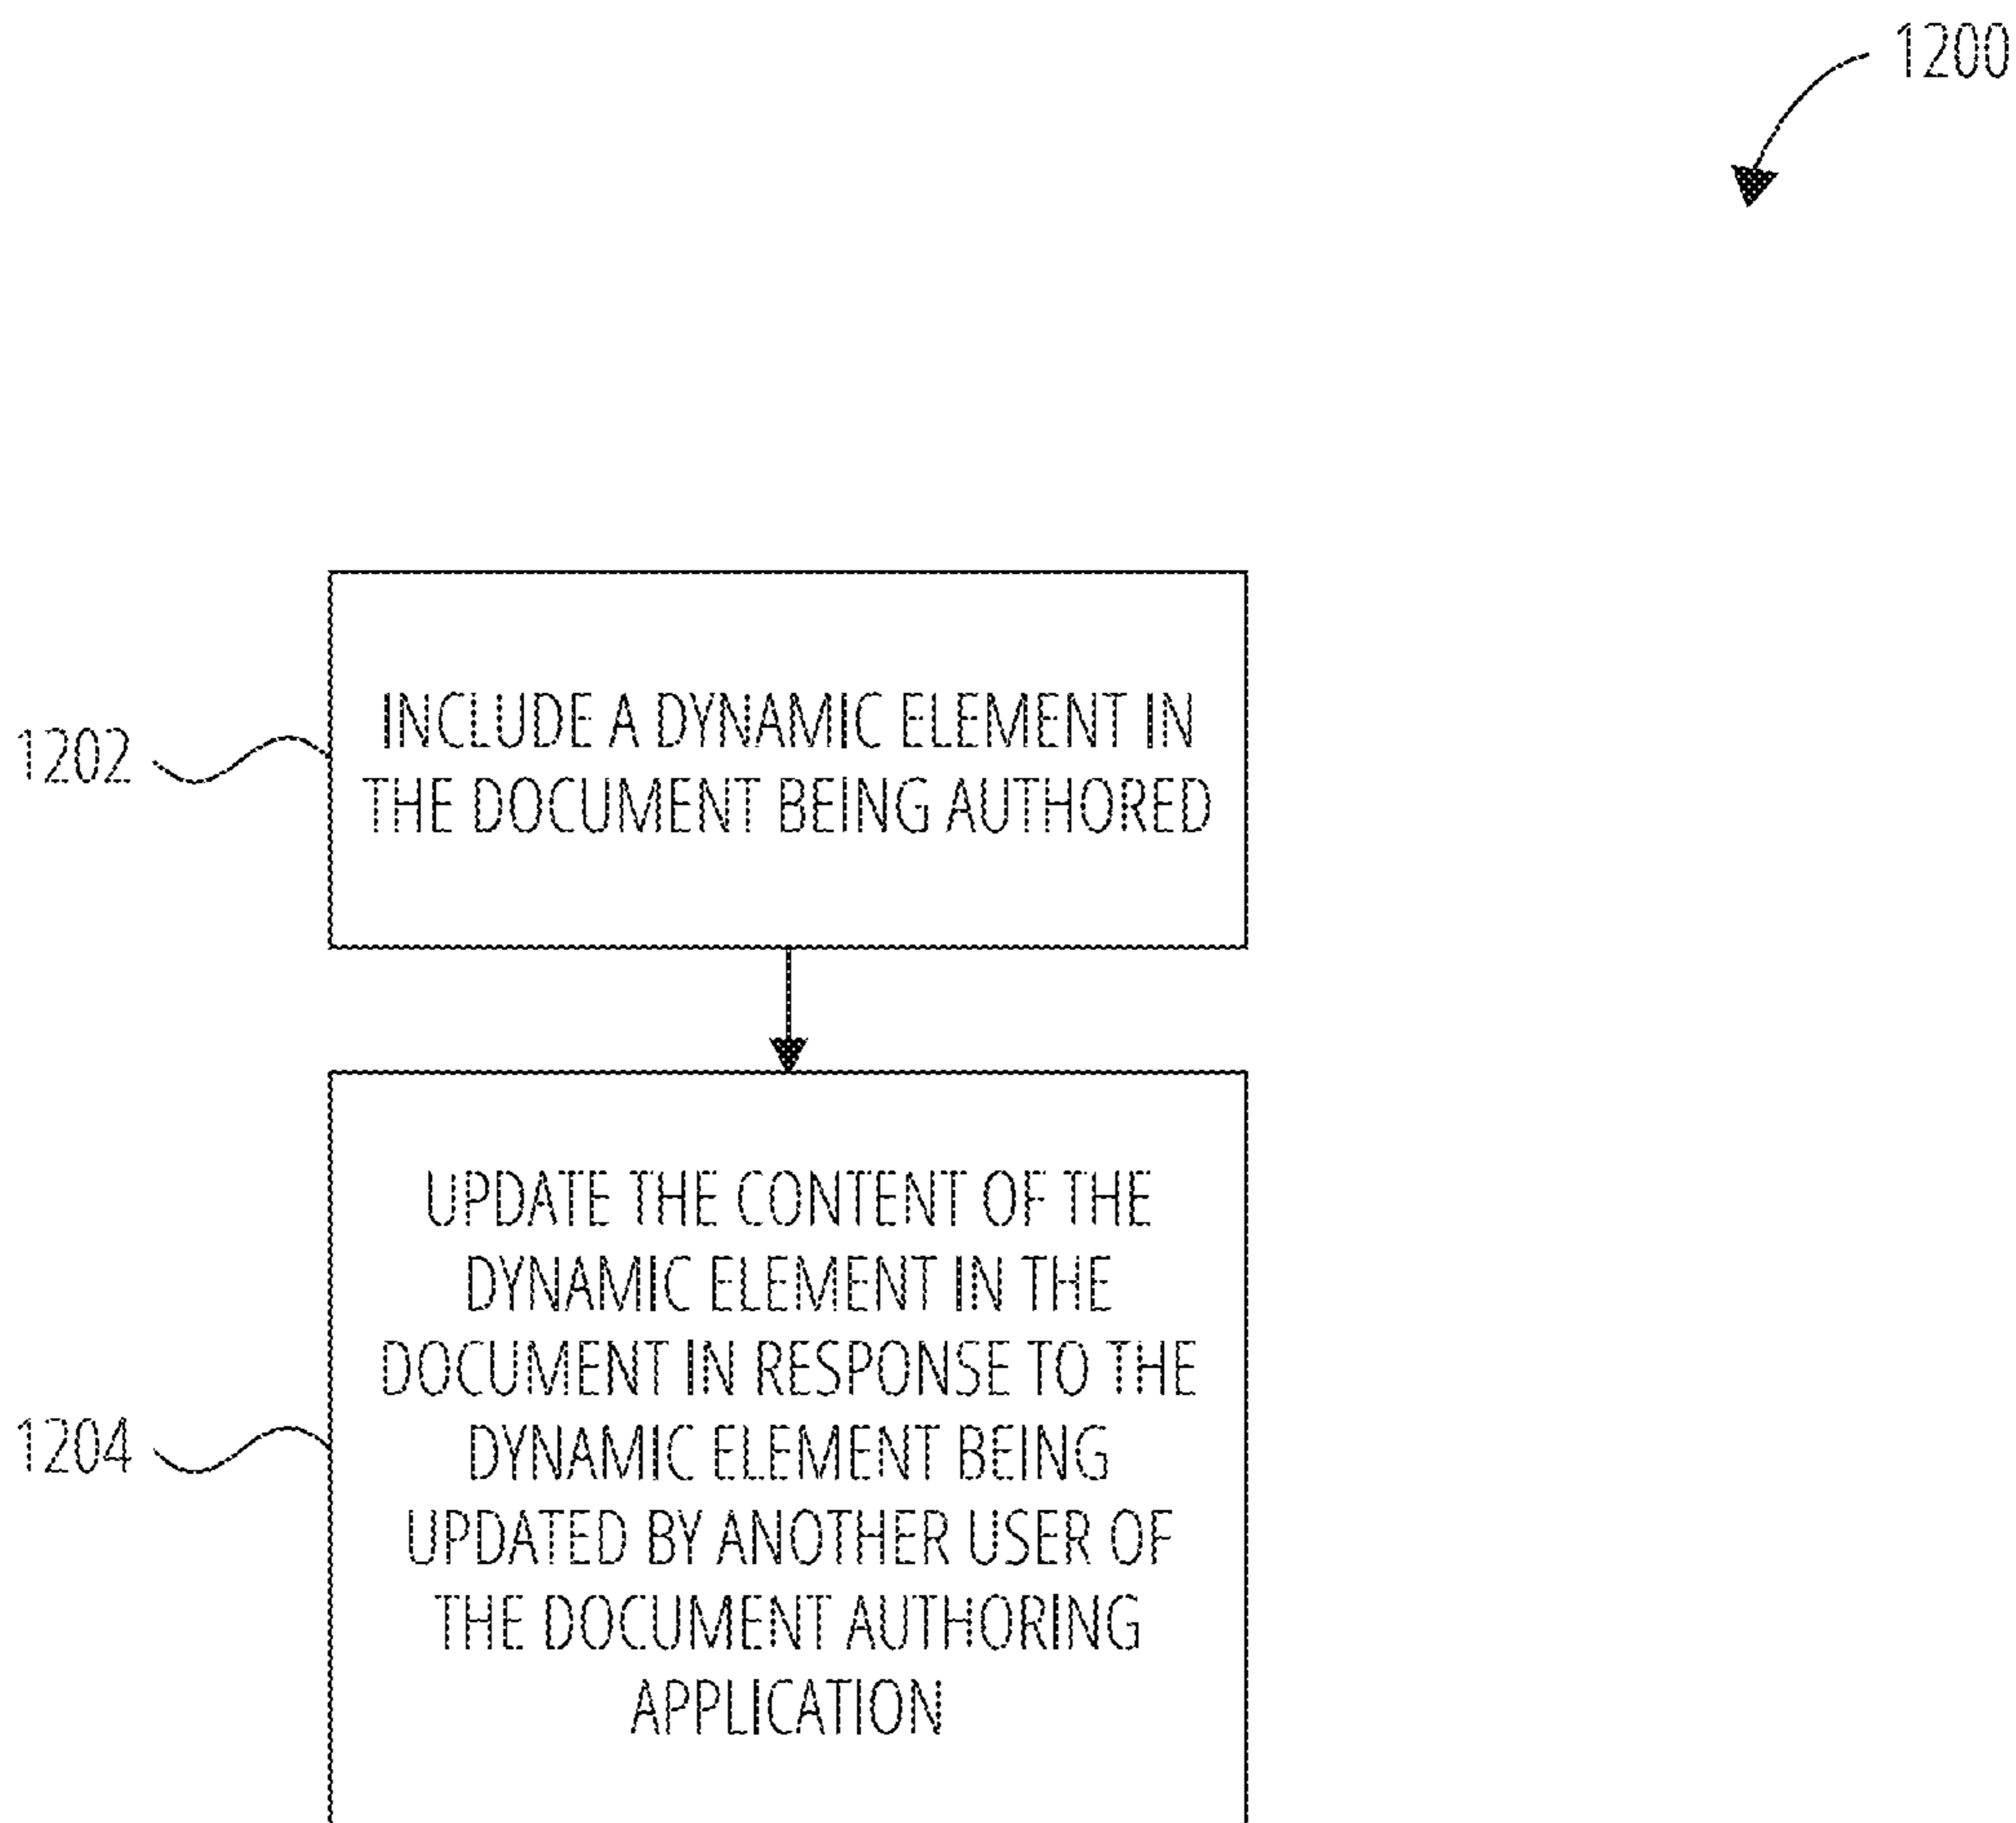 1200
1202
INCLUDE A DYNAMIC ELEMENT IN
THE DOCUMENT BEING AUTHORED
1204
UPDATE THE CONTENT OF THE
DYNAMIC ELEMENT IN THE
DOCUMENT IN RESPONSE TO THE
DYNAMIC ELEMENT BEING
UPDATED BY ANOTHER USER OF
THE DOCUMENT AUTHORING
APPLICATION